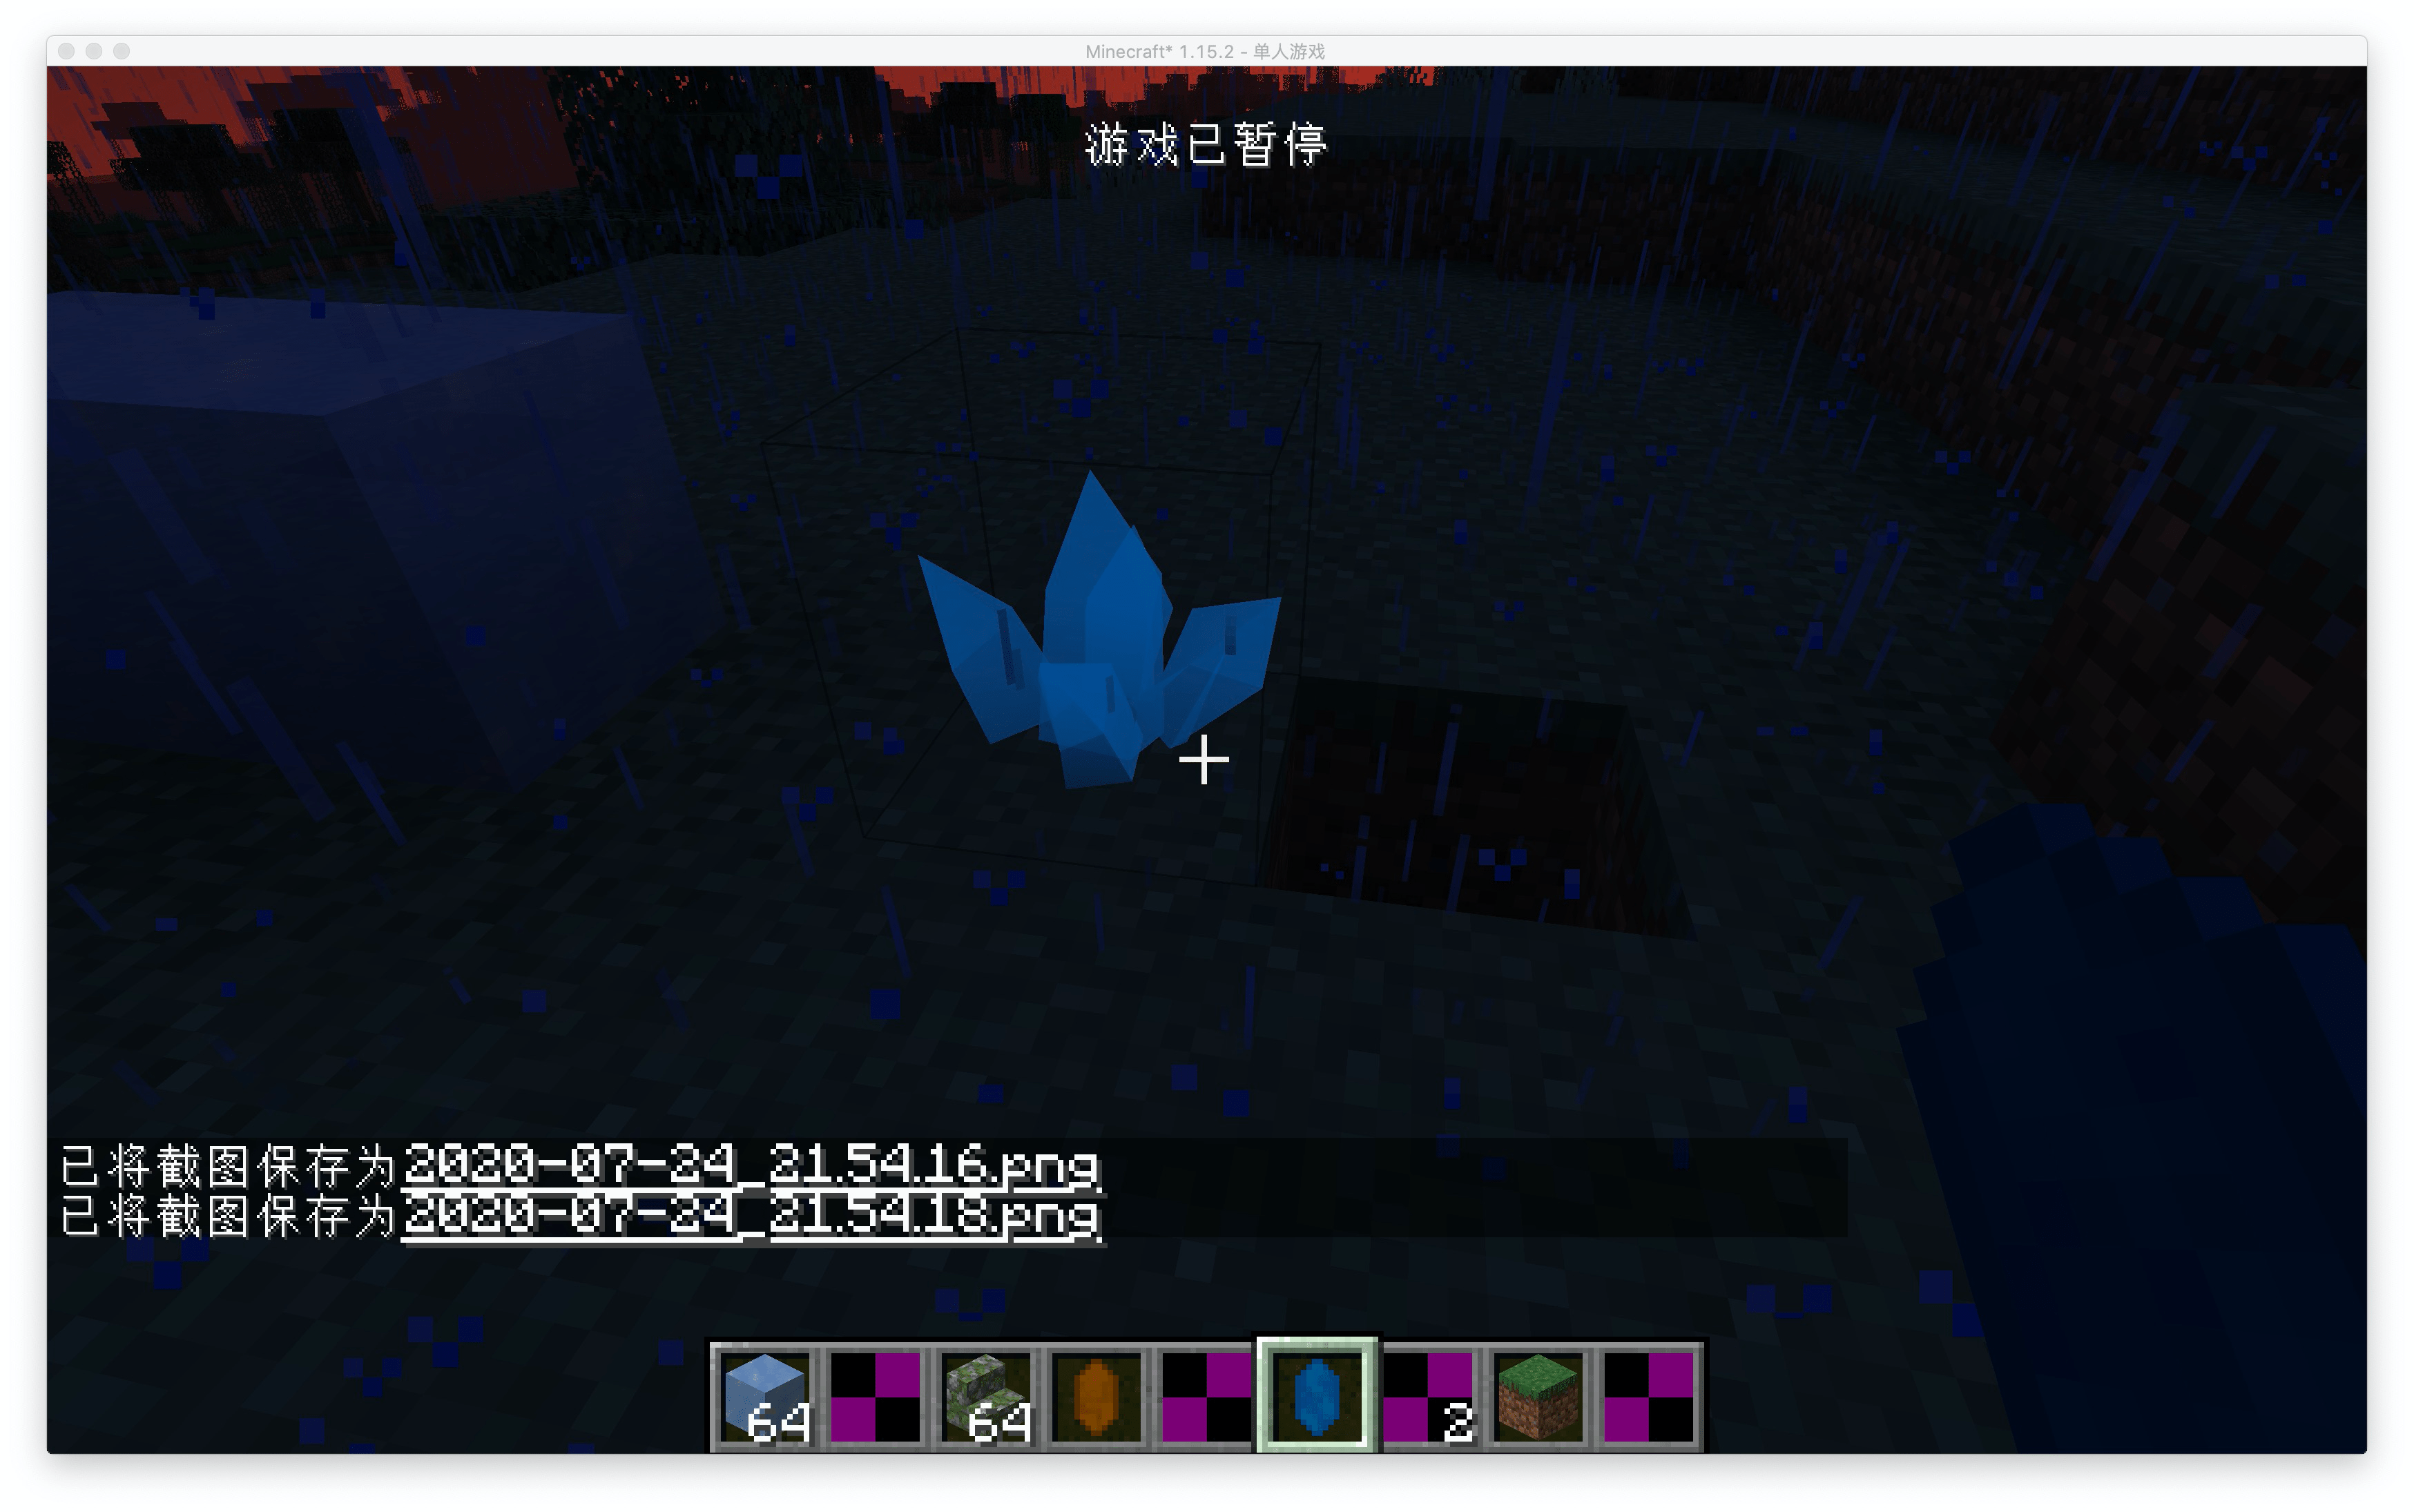 Minecraft* 1.15.2 - 单人游戏
游戏已暂停
已将截图保存为2020-07-24_21.54.16.png
已将截图保存为2020-07-24_21.54.18.png
64
64
2